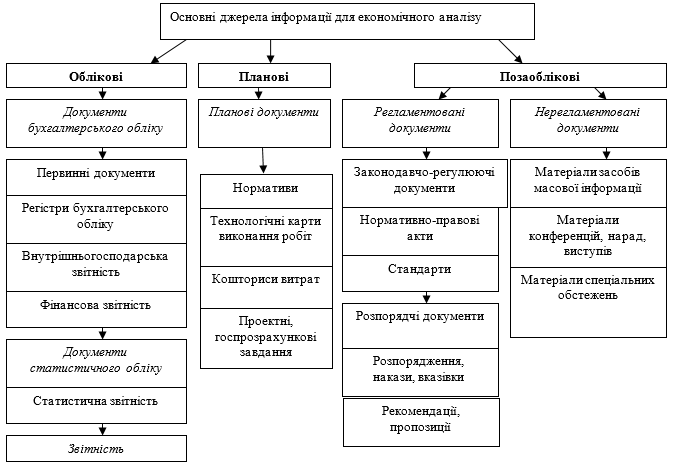 Основні джерела інформації для економічного аналізу
Облікові
Планові
Позаоблікові
Документи
бухгалтерського обліку
Планові документи
Регламентовані
документи
Нерегламентовані
документи
Первинні документи
Регістри бухгалтерського
обліку
Внутрішньогосподарська
звітність
Фінансова звітність
Документи
статистичного обліку
Статистична звітність
Звітність
Нормативи
Технологічні карти
виконання робіт
Кошториси витрат
Проектні,
госпрозрахункові
завдання
Законодавчо-регулюючі
документи
Нормативно-правові
акти
Стандарти
Розпорядчі документи
Розпорядження,
накази, вказівки
Рекомендації,
пропозиції
Матеріали засобів
масової інформації
Матеріали
конференцій, нарад,
виступів
Матеріали спеціальних
обстежень